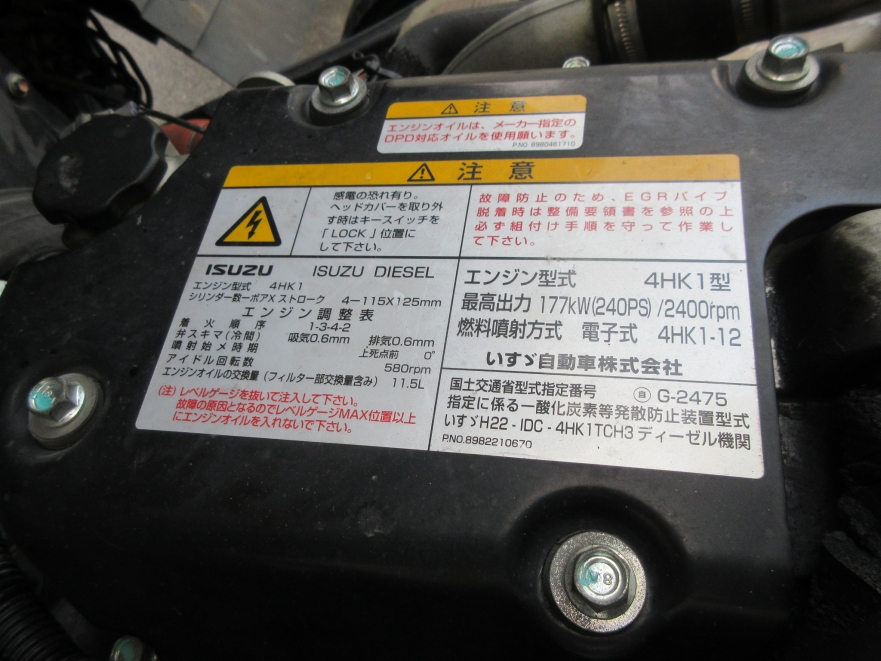 ⚠ 注意
エンジンオイルは、メーカー指定の
DPD対応オイルを使用願います。
P.NO. 8980461710
⚠ 注意
感電の恐れ有り。
ヘッドカバーを取り外
す時はキースイッチを
「LOCK」位置に
して下さい。
故障防止のため、EGRパイプ
脱着時は整備要領書を参照の上
必ず組付け手順を守って作業し
て下さい。
ISUZU ISUZU DIESEL
エンジン型式 4HK1
シリンダー数ーボアXストローク 4-115X125mm
エンジン調整表
着火順序 1-3-4-2
弁スキマ(冷間) 吸気0.6mm 排気0.6mm
噴射始メ時期 上死点前 0°
アイドル回転数 580rpm
エンジンオイルの交換量(フィルター部交換量含み) 11.5L
(注)レベルゲージを抜いて注入して下さい。
故障の原因となるのでレベルゲージMAX位置以上
にエンジンオイルを入れないで下さい。
エンジン型式 4HK1型
最高出力 177kW(240PS)/2400rpm
燃料噴射方式 電子式 4HK1-12
いすゞ自動車株式会社
国土交通省型式指定番号 ㊀ G-2475
指定に係る一酸化炭素等発散防止装置型式
いすゞH22-IDC-4HK1TCH3ディーゼル機関
P.NO.8982210670
8